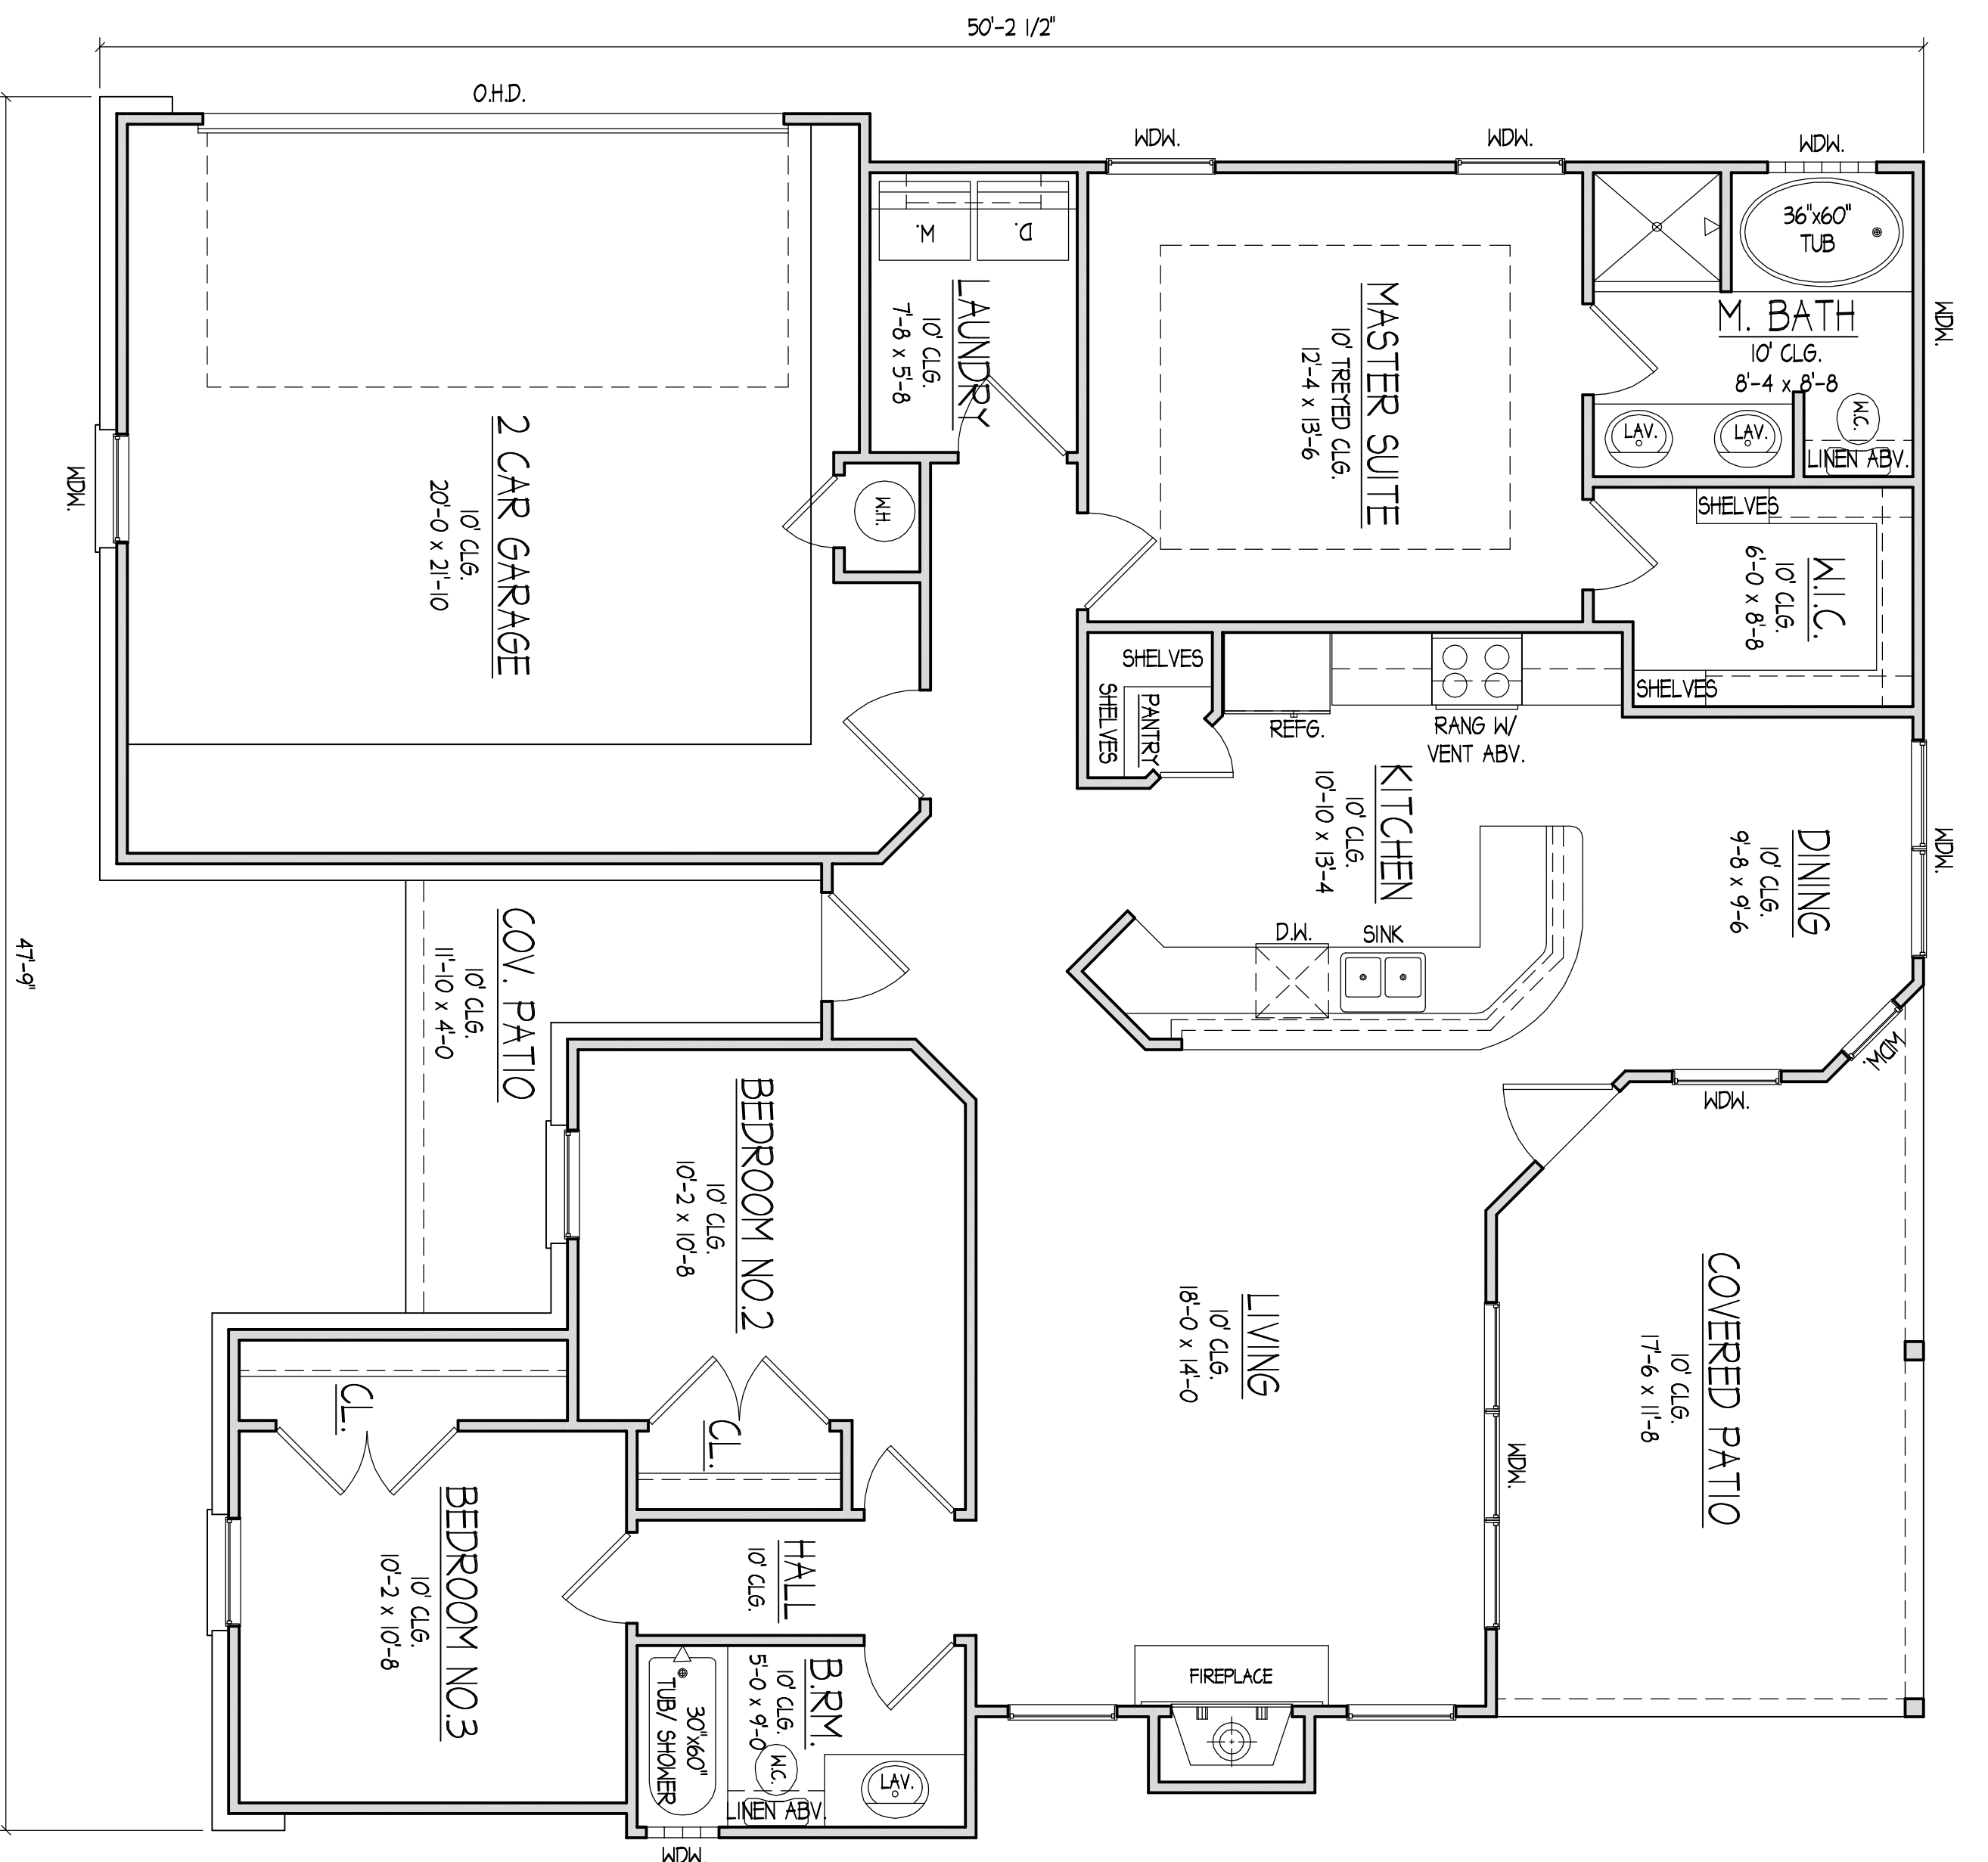 50'-2 1/2"
O.H.D.
WDW.
WDW.
WDW.
36"x60"
TUB
M. BATH
10' CLG.
8'-4 x 8'-8
WDW.
W.
D.
LAUNDRY
10' CLG.
7'-8 x 5'-8
MASTER SUITE
10' TREYED CLG.
12'-4 x 13'-6
LAV.
LAV.
W.C.
LINEN ABV.
2 CAR GARAGE
10' CLG.
20'-0 x 21'-10
WDW.
W.H.
SHELVES
W.I.C.
10' CLG.
6'-0 x 8'-8
SHELVES
SHELVES
SHELVES
PANTRY
REFG.
RANG W/
VENT ABV.
KITCHEN
10' CLG.
10'-10 x 13'-4
DINING
10' CLG.
9'-8 x 9'-6
WDW.
D.W.
SINK
WDW.
WDW.
47'-9"
COV. PATIO
10' CLG.
11'-10 x 4'-0
BEDROOM NO.2
10' CLG.
10'-2 x 10'-8
LIVING
10' CLG.
18'-0 x 14'-0
COVERED PATIO
10' CLG.
17'-6 x 11'-8
WDW.
CL.
CL.
BEDROOM NO.3
10' CLG.
10'-2 x 10'-8
HALL
10' CLG.
B.RM.
10' CLG.
5'-0 x 9'-0
30"x60"
TUB/ SHOWER
W.C.
LINEN ABV.
LAV.
FIREPLACE
WDW.